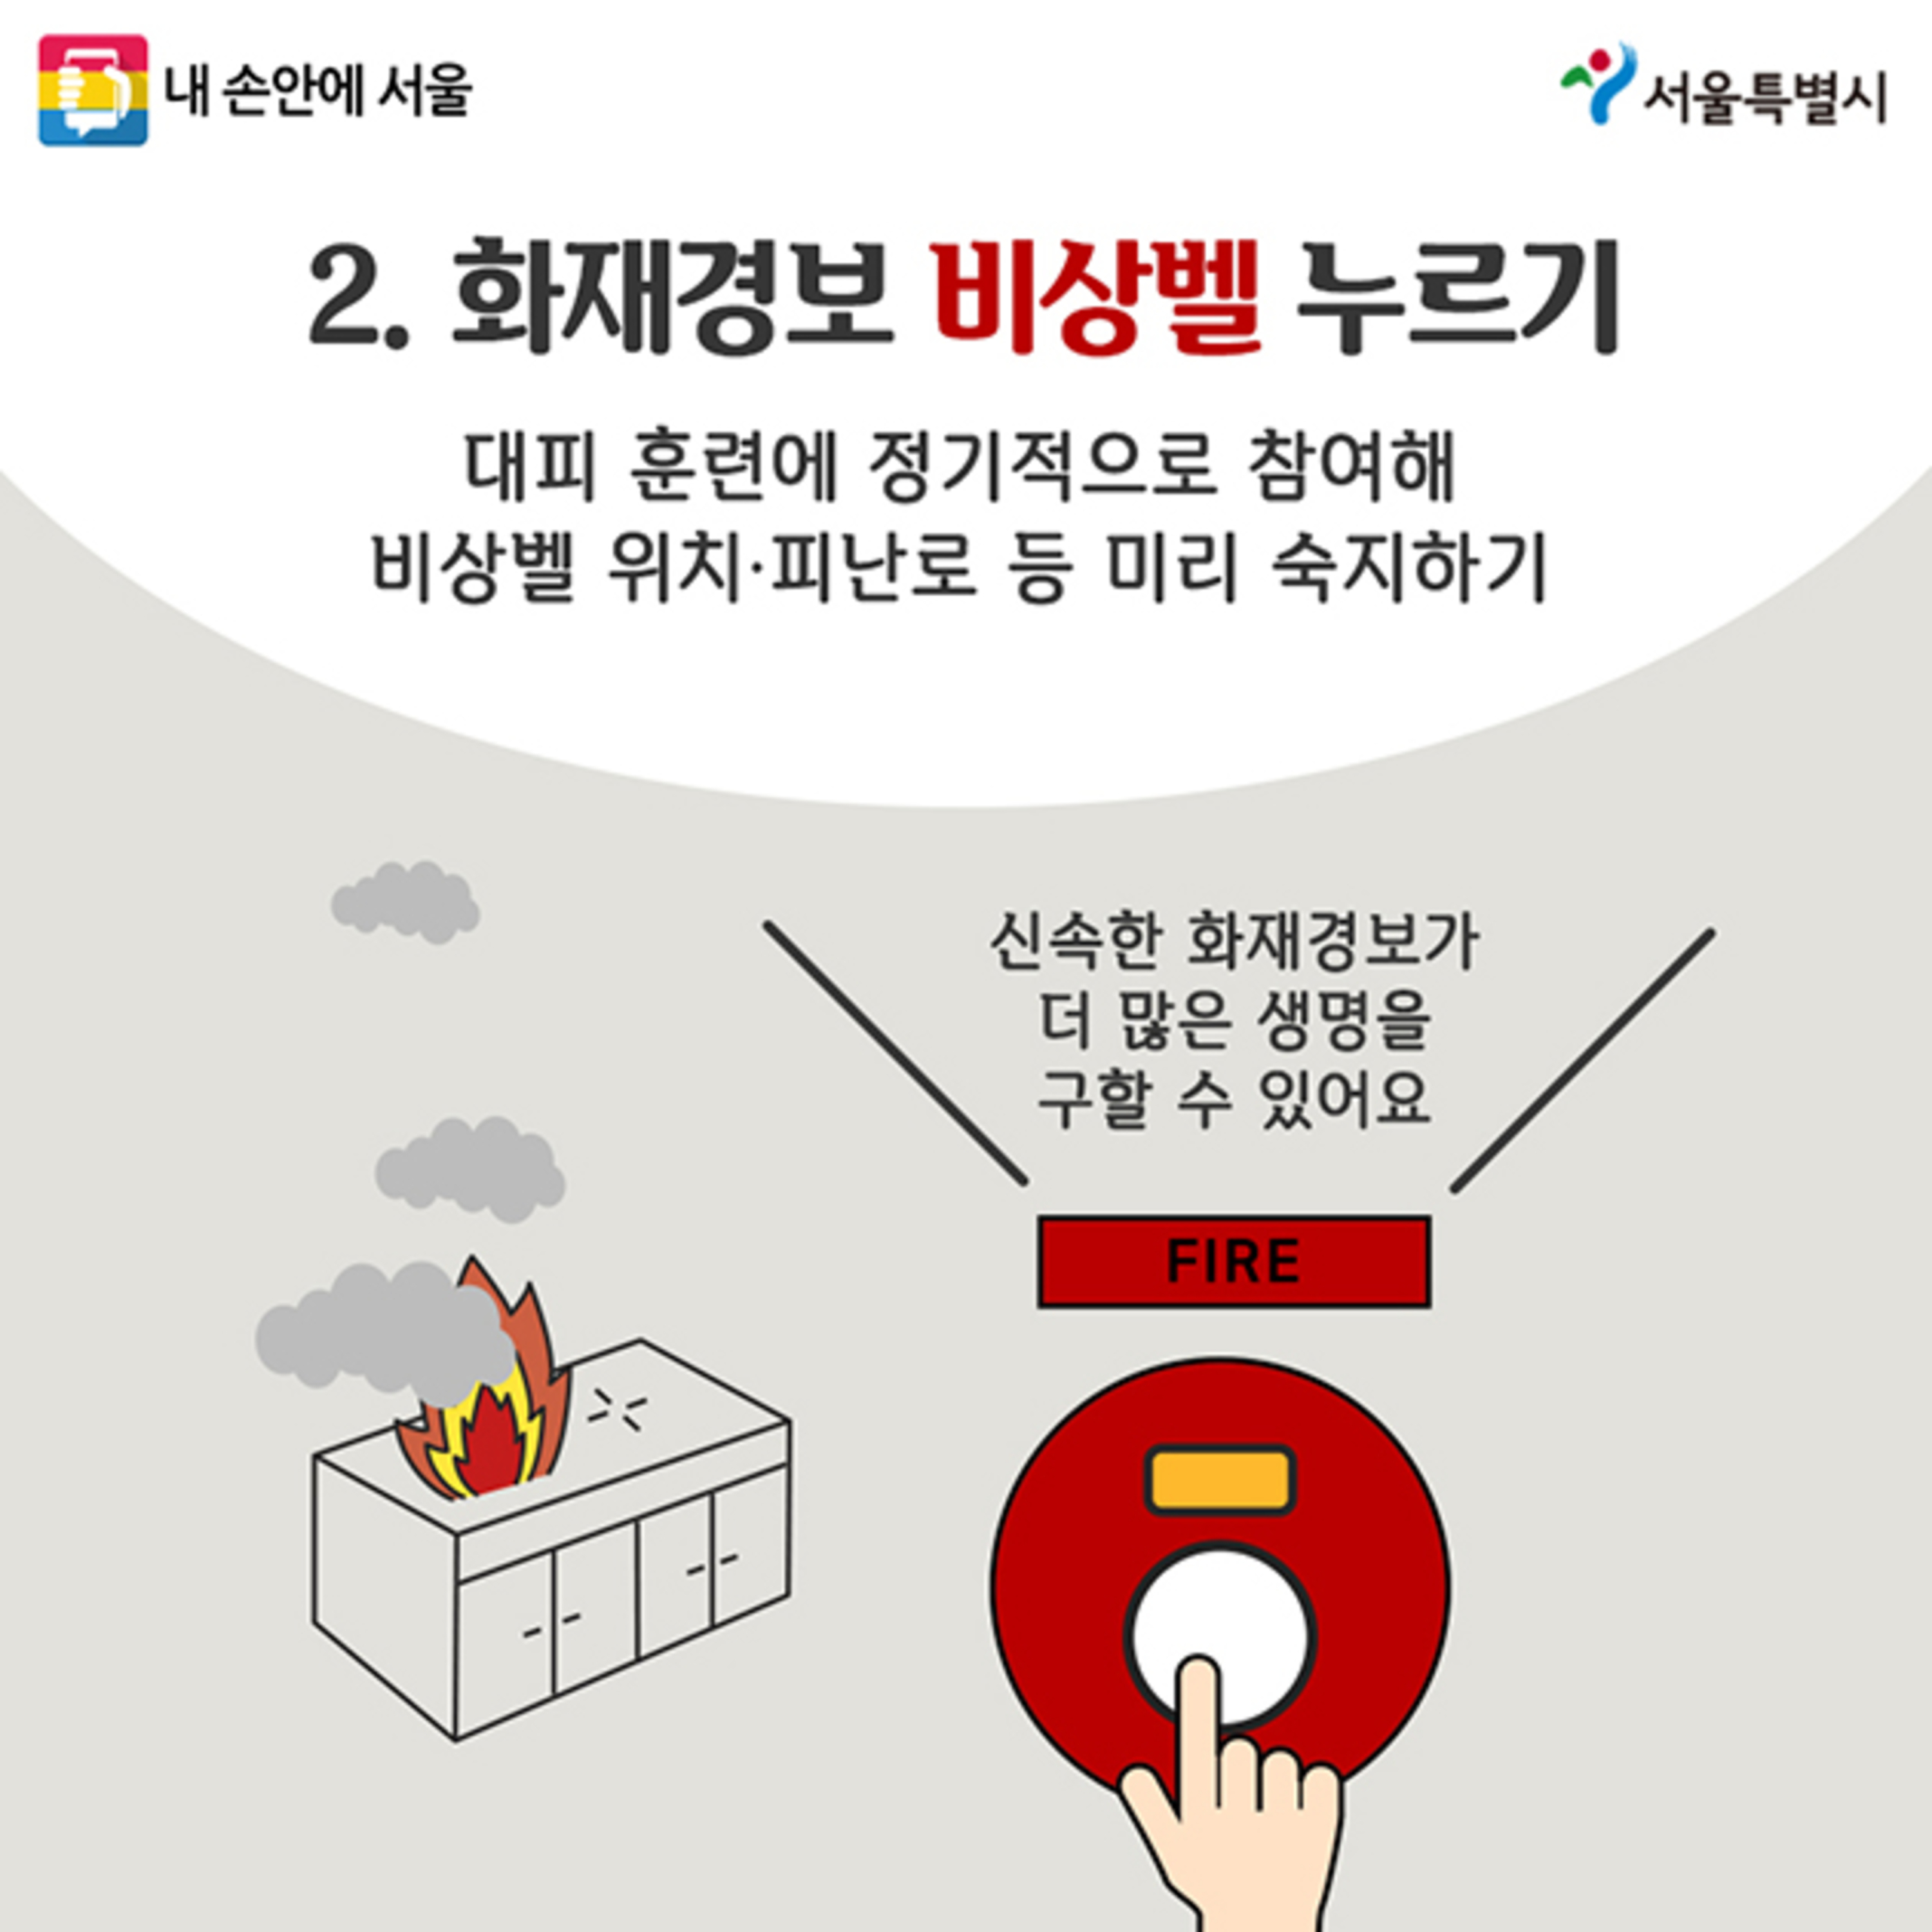 내 손안에 서울
서울특별시
2. 화재경보 비상벨 누르기
대피 훈련에 정기적으로 참여해
비상벨 위치·피난로 등 미리 숙지하기
신속한 화재경보가
더 많은 생명을
구할 수 있어요
FIRE